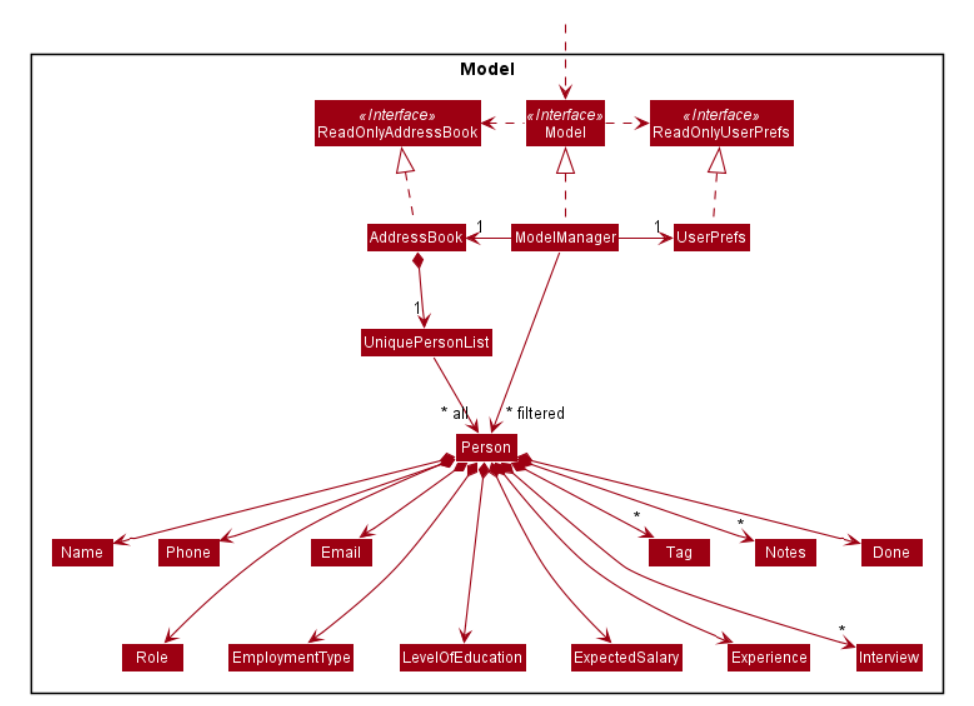 Model
«Interface»
ReadOnlyAddressBook
«Interface»
Model
«Interface»
ReadOnlyUserPrefs
AddressBook
1
ModelManager
1
UserPrefs
1
UniquePersonList
* all
* filtered
Person
* 
*
Name
Phone
Email
Tag
Notes
Done
*
Role
EmploymentType
LevelOfEducation
ExpectedSalary
Experience
Interview